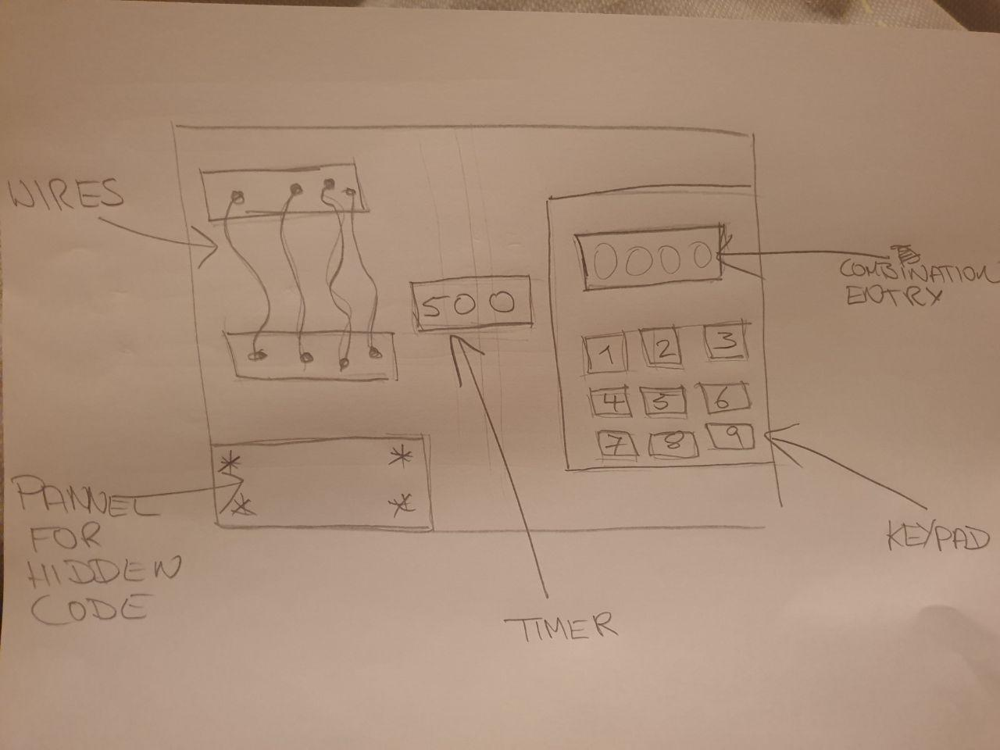 WIRES
0000
COMBINATION
ENTRY
500
1 2 3
4 5 6
7 8 9
PANNEL
FOR
HIDDEN
CODE
KEYPAD
TIMER